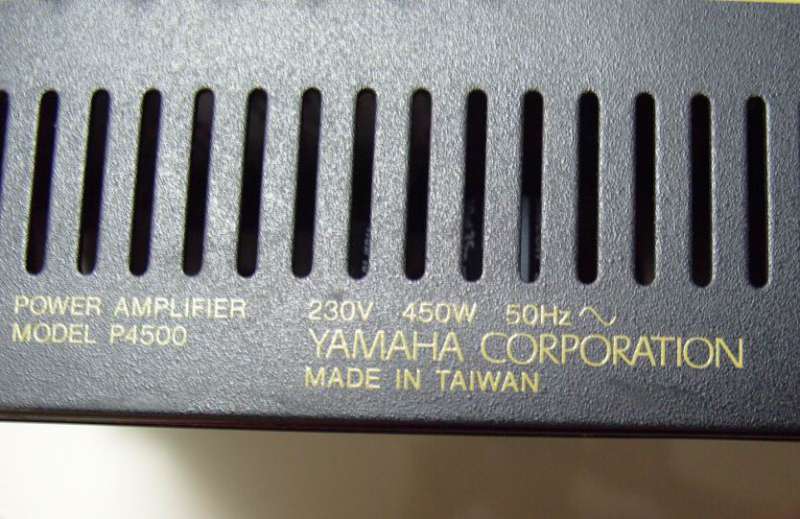 POWER AMPLIFIER
MODEL P4500
230V 450W 50Hz ~
YAMAHA CORPORATION
MADE IN TAIWAN